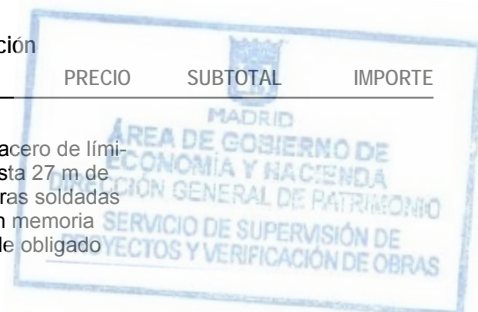 ción
PRECIO SUBTOTAL IMPORTE
MADRID
ÁREA DE GOBIERNO DE
ECONOMÍA Y HACIENDA
DIRECCIÓN GENERAL DE PATRIMONIO
SERVICIO DE SUPERVISIÓN DE
PROYECTOS Y VERIFICACIÓN DE OBRAS
acero de lími-
sta 27 m de
ras soldadas
n memoria
de obligado